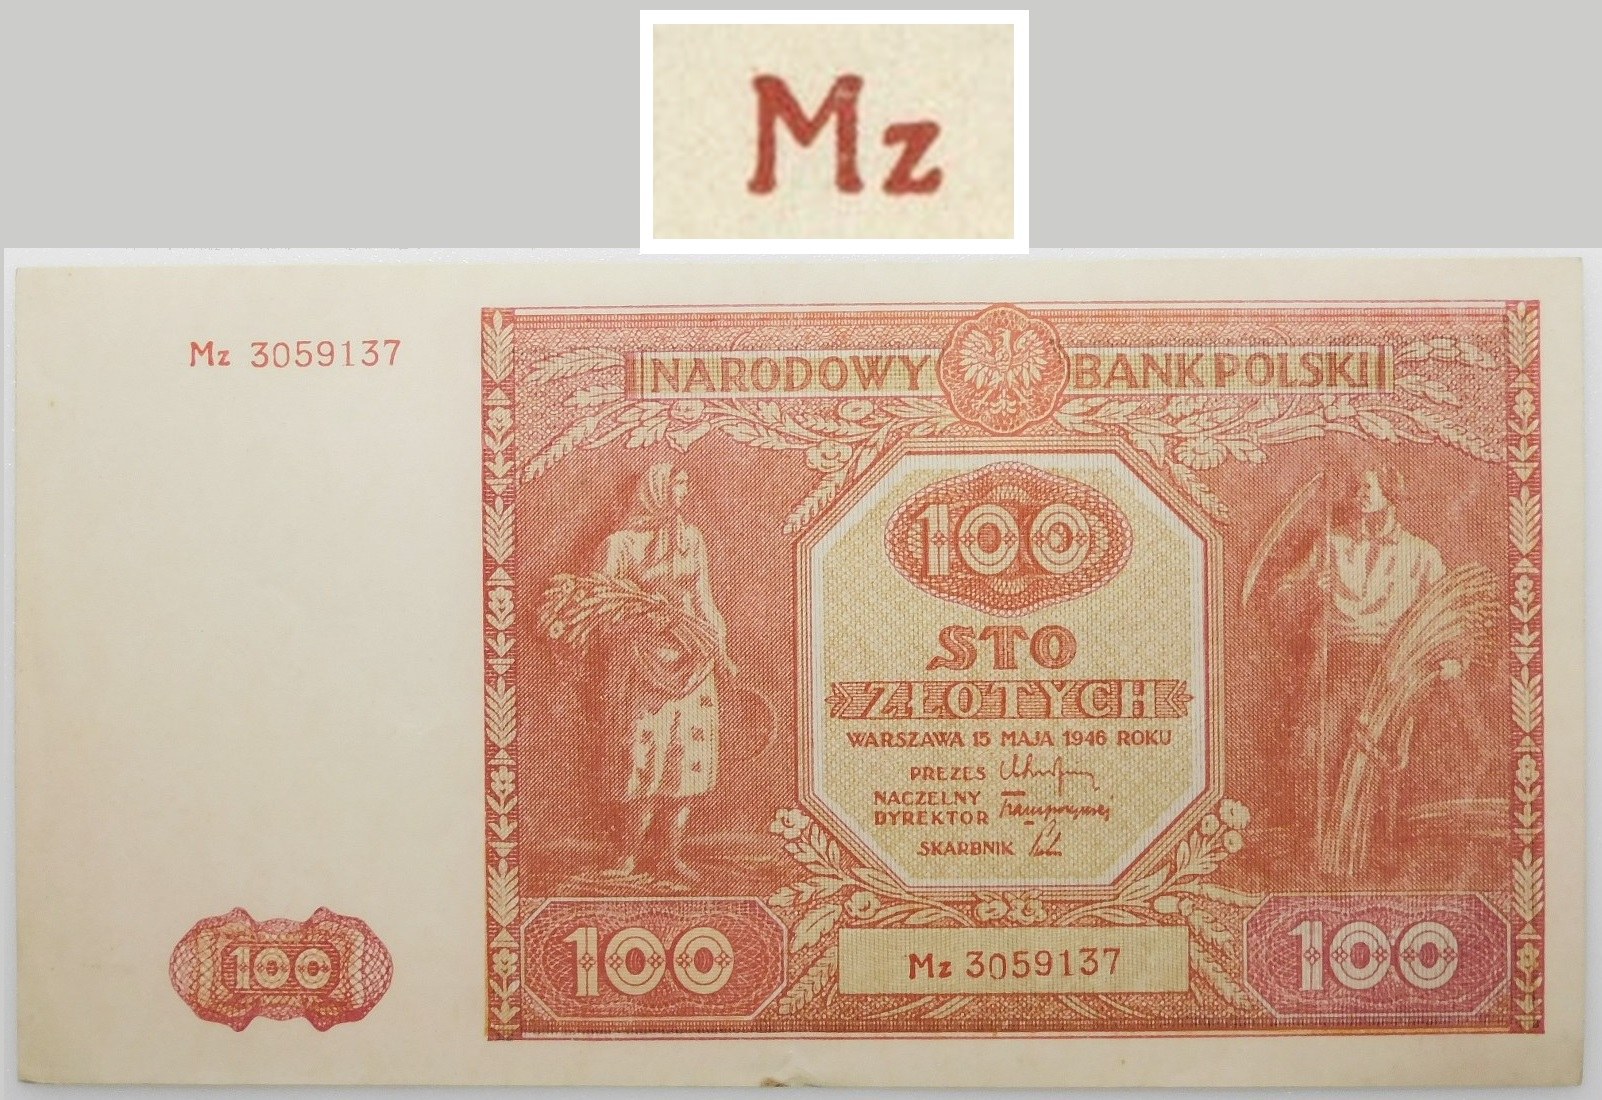 Mz
Mz 3059137
NARODOWY BANK POLSKI
100
STO
ZŁOTYCH
WARSZAWA 15 MAJA 1946 ROKU
PREZES
NACZELNY
DYREKTOR
SKARBNIK
100
100
Mz 3059137
100